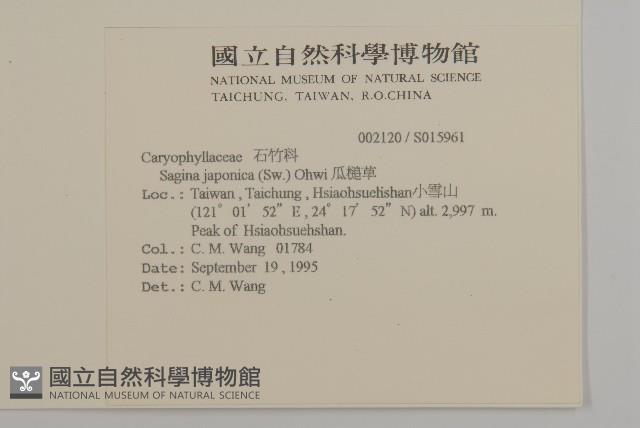 國立自然科學博物館
NATIONAL MUSEUM OF NATURAL SCIENCE
TAICHUNG, TAIWAN, R.O.CHINA
002120 / S015961
Caryophyllaceae 石竹科
Sagina japonica (Sw.) Ohwi 瓜槌草
Loc.: Taiwan , Taichung , Hsiaohsuehshan小雪山
(121° 01′ 52” E , 24° 17′ 52” N) alt. 2,997 m.
Peak of Hsiaohsuehshan.
Col.: C. M. Wang 01784
Date: September 19 , 1995
Det.: C. M. Wang
國立自然科學博物館
NATIONAL MUSEUM OF NATURAL SCIENCE